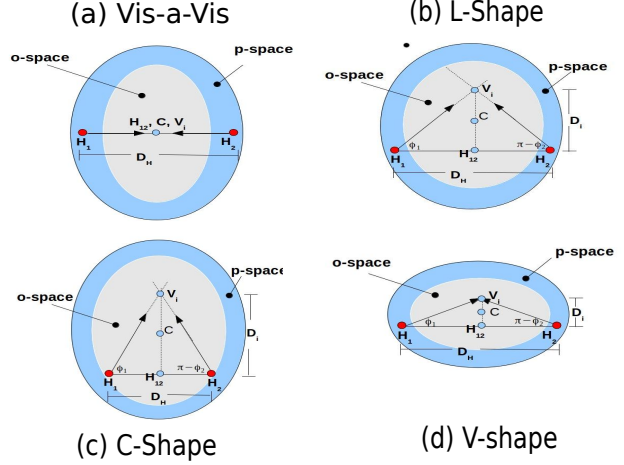 (a) Vis-a-Vis
o-space
p-space
H12, C, Vi
H1
H2
DH
(b) L-Shape
o-space
p-space
Vi
C
Di
ϕ1
π−ϕ2
H1
H12
H2
DH
o-space
p-space
Vi
C
Di
ϕ1
π−ϕ2
H1
H12
H2
DH
(c) C-Shape
o-space
p-space
Vi
C
Di
ϕ1
π−ϕ2
H1
H12
H2
DH
(d) V-shape